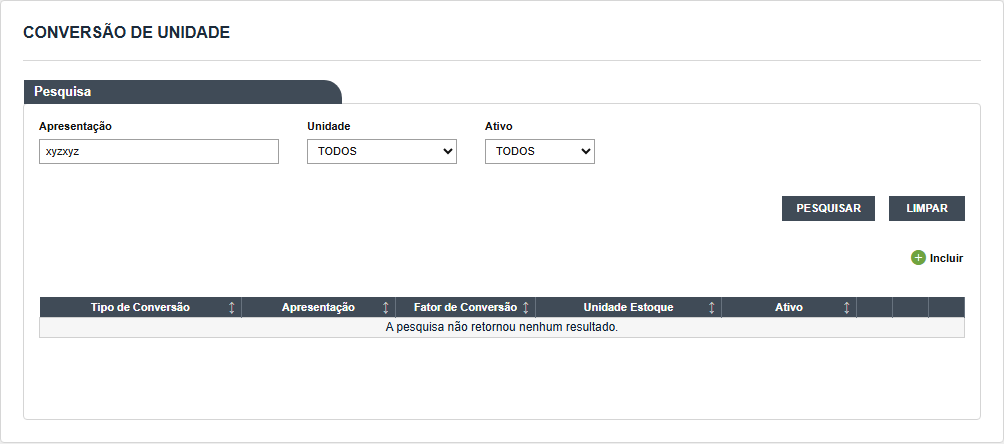 CONVERSÃO DE UNIDADE
Pesquisa
Apresentação Unidade Ativo
xyzxyz TODOS TODOS
PESQUISAR LIMPAR
Incluir
Tipo de Conversão Apresentação Fator de Conversão Unidade Estoque Ativo
A pesquisa não retornou nenhum resultado.